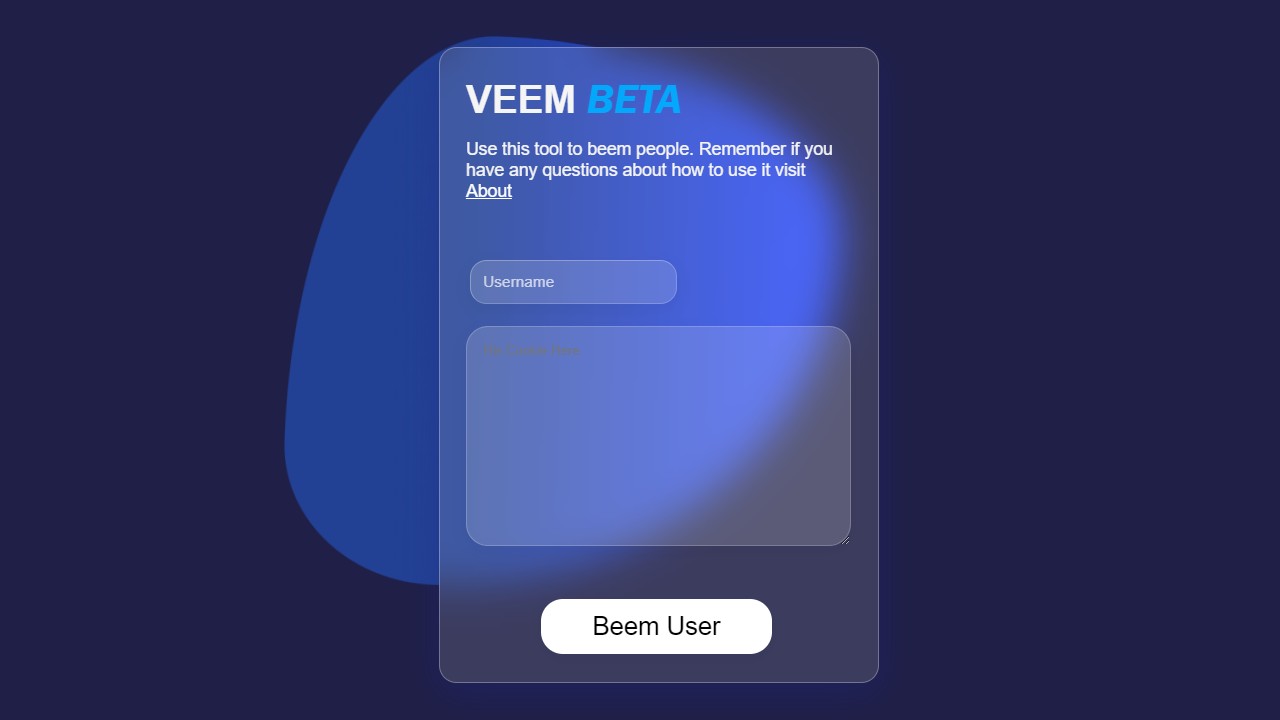 VEEM BETA
Use this tool to beem people. Remember if you
have any questions about how to use it visit
About
Username
Beem User